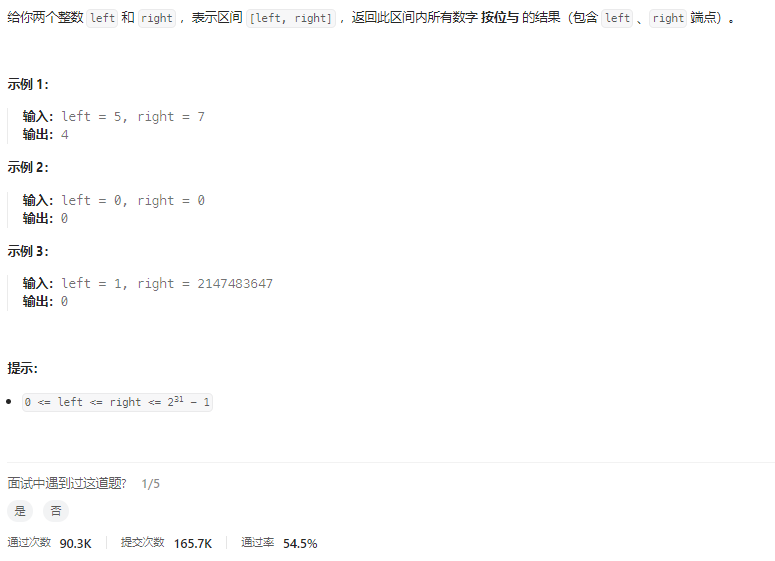 给你两个整数 left 和 right ，表示区间 [left, right] ，返回此区间内所有数字 按位与 的结果（包含 left 、right 端点）。
示例 1：
输入：left = 5, right = 7
输出：4
示例 2：
输入：left = 0, right = 0
输出：0
示例 3：
输入：left = 1, right = 2147483647
输出：0
提示：
0 <= left <= right <= 2³¹ - 1
面试中遇到过这道题? 1/5
是 否
通过次数 90.3K 提交次数 165.7K 通过率 54.5%